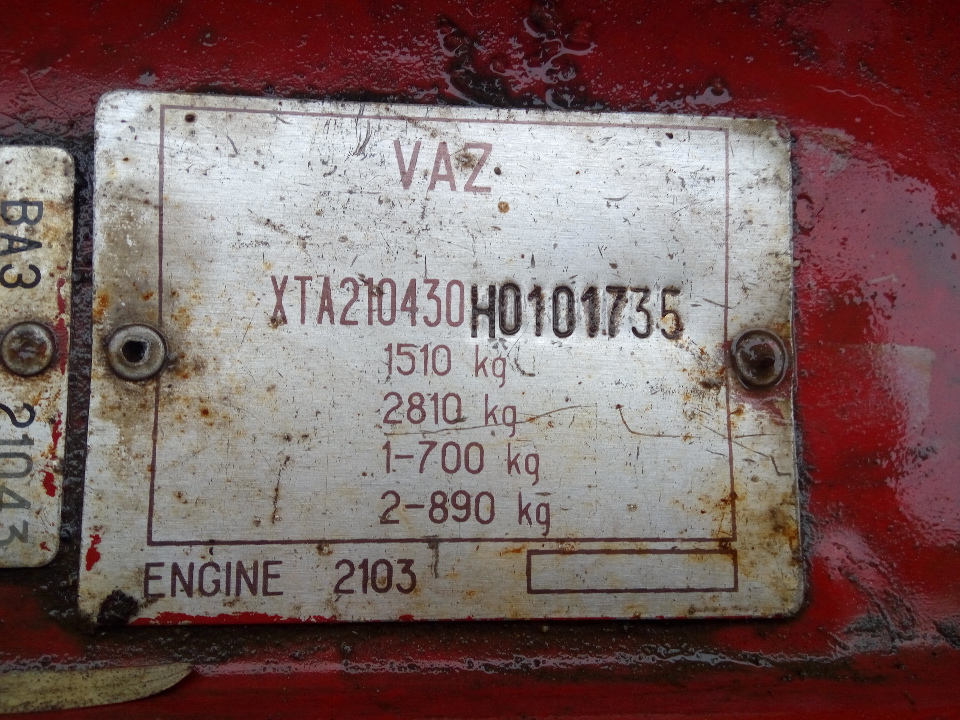 VAZ
XTA210430H0101735
1510 kg
2810 kg
1-700 kg
2-890 kg
ENGINE 2103
ВАЗ 21043